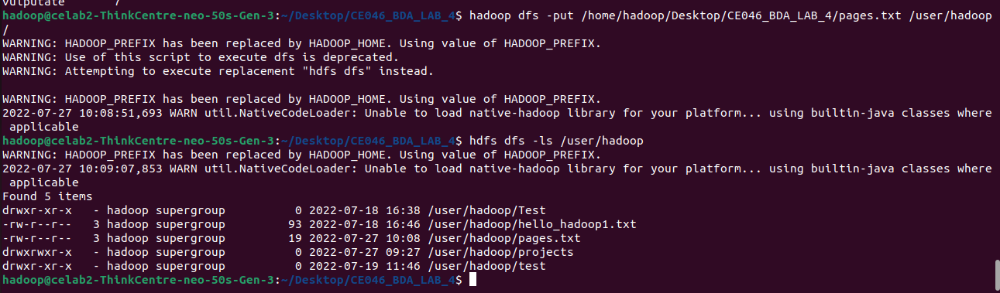 vulputate       7
hadoop@celab2-ThinkCentre-neo-50s-Gen-3:~/Desktop/CE046_BDA_LAB_4$ hadoop dfs -put /home/hadoop/Desktop/CE046_BDA_LAB_4/pages.txt /user/hadoop
/
WARNING: HADOOP_PREFIX has been replaced by HADOOP_HOME. Using value of HADOOP_PREFIX.
WARNING: Use of this script to execute dfs is deprecated.
WARNING: Attempting to execute replacement "hdfs dfs" instead.

WARNING: HADOOP_PREFIX has been replaced by HADOOP_HOME. Using value of HADOOP_PREFIX.
2022-07-27 10:08:51,693 WARN util.NativeCodeLoader: Unable to load native-hadoop library for your platform... using builtin-java classes where
 applicable
hadoop@celab2-ThinkCentre-neo-50s-Gen-3:~/Desktop/CE046_BDA_LAB_4$ hdfs dfs -ls /user/hadoop
WARNING: HADOOP_PREFIX has been replaced by HADOOP_HOME. Using value of HADOOP_PREFIX.
2022-07-27 10:09:07,853 WARN util.NativeCodeLoader: Unable to load native-hadoop library for your platform... using builtin-java classes where
 applicable
Found 5 items
drwxr-xr-x   - hadoop supergroup          0 2022-07-18 16:38 /user/hadoop/Test
-rw-r--r--   3 hadoop supergroup         93 2022-07-18 16:46 /user/hadoop/hello_hadoop1.txt
-rw-r--r--   3 hadoop supergroup         19 2022-07-27 10:08 /user/hadoop/pages.txt
drwxrwxr-x   - hadoop supergroup          0 2022-07-27 09:27 /user/hadoop/projects
drwxr-xr-x   - hadoop supergroup          0 2022-07-19 11:46 /user/hadoop/test
hadoop@celab2-ThinkCentre-neo-50s-Gen-3:~/Desktop/CE046_BDA_LAB_4$